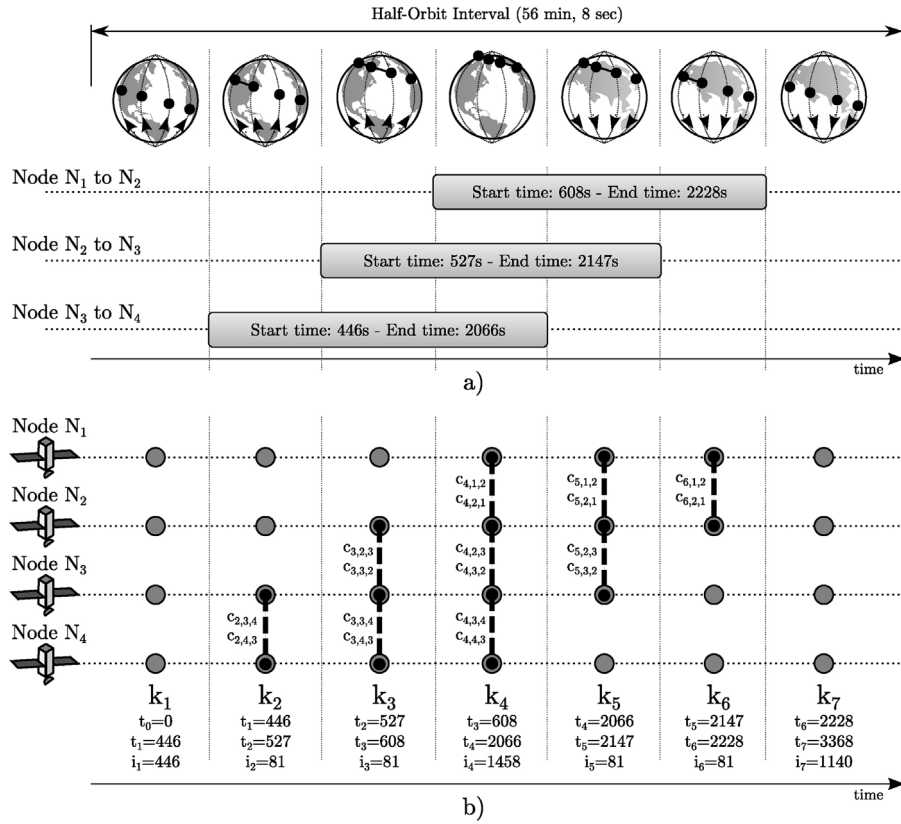 Half-Orbit Interval (56 min, 8 sec)
Node N₁ to N₂
Start time: 608s - End time: 2228s
Node N₂ to N₃
Start time: 527s - End time: 2147s
Node N₃ to N₄
Start time: 446s - End time: 2066s
time
a)
Node N₁
c₄,₁,₂ c₅,₁,₂ c₆,₁,₂
c₄,₂,₁ c₅,₂,₁ c₆,₂,₁
Node N₂
c₃,₂,₃ c₄,₂,₃ c₅,₂,₃
c₃,₃,₂ c₄,₃,₂ c₅,₃,₂
Node N₃
c₂,₃,₄ c₃,₃,₄ c₄,₃,₄
c₂,₄,₃ c₃,₄,₃ c₄,₄,₃
Node N₄
k₁ k₂ k₃ k₄ k₅ k₆ k₇
t₀=0 t₁=446 t₂=527 t₃=608 t₄=2066 t₅=2147 t₆=2228
t₁=446 t₂=527 t₃=608 t₄=2066 t₅=2147 t₆=2228 t₇=3368
i₁=446 i₂=81 i₃=81 i₄=1458 i₅=81 i₆=81 i₇=1140
time
b)